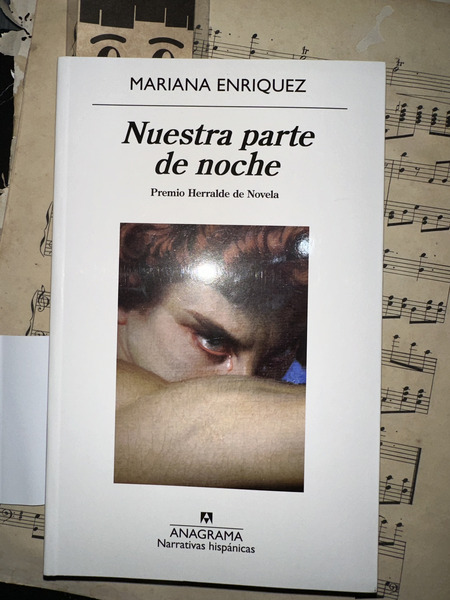 MARIANA ENRIQUEZ
Nuestra parte
de noche
Premio Herralde de Novela
ANAGRAMA
Narrativas hispánicas